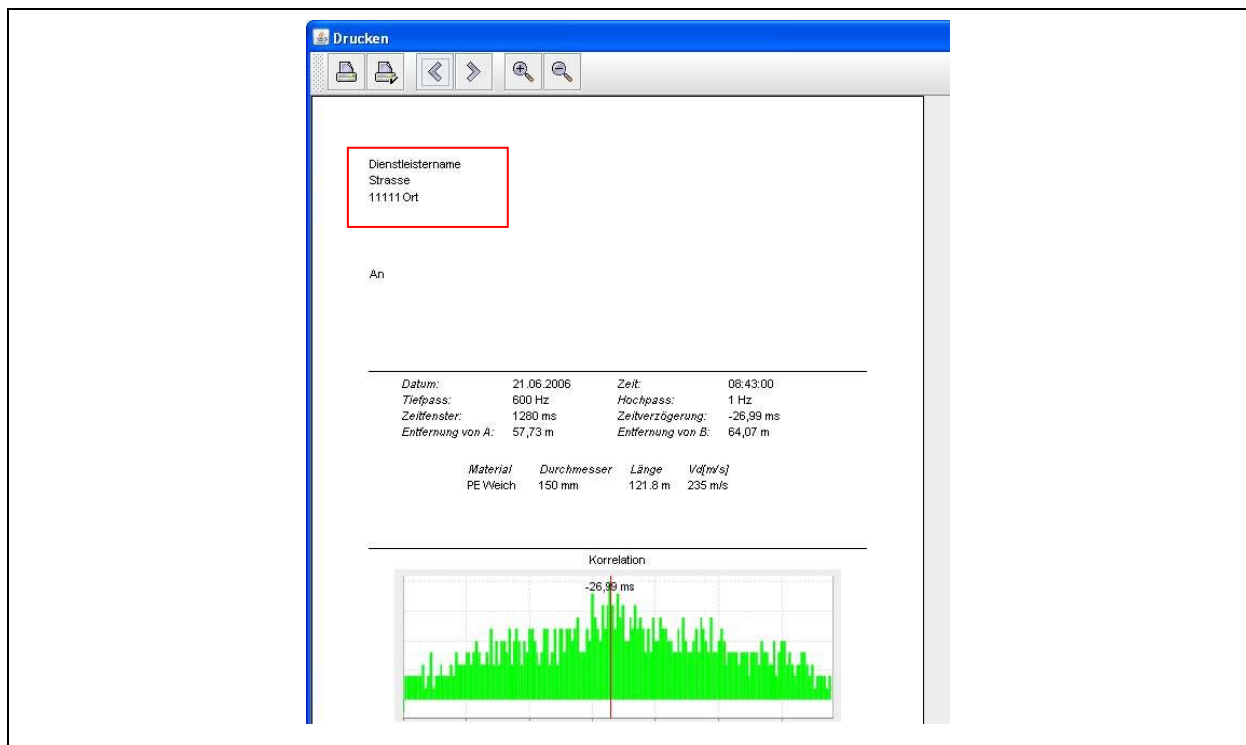 Drucken
Dienstleistername
Strasse
11111 Ort
An
Datum: 21.06.2006 Zeit: 08:43:00
Tiefpass: 600 Hz Hochpass: 1 Hz
Zeitfenster: 1280 ms Zeitverzögerung: -26,99 ms
Entfernung von A: 57,73 m Entfernung von B: 64,07 m
Material Durchmesser Länge Vd[m/s]
PE Weich 150 mm 121.8 m 235 m/s
Korrelation
-26,99 ms